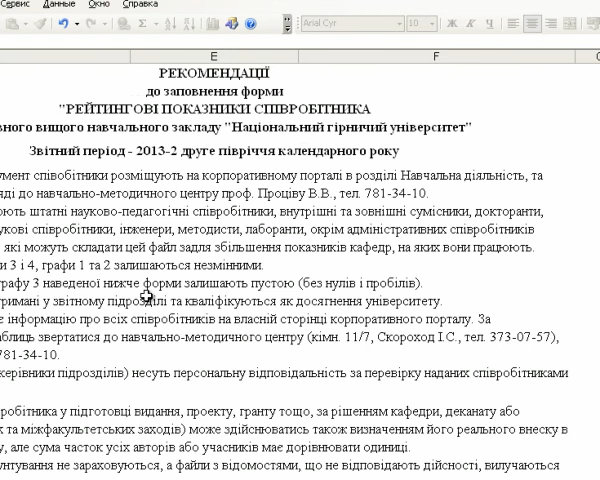 Сервис Данные Окно Справка
Arial Cyr 10 Ж К Ч
E F
РЕКОМЕНДАЦІЇ
до заповнення форми
"РЕЙТИНГОВІ ПОКАЗНИКИ СПІВРОБІТНИКА
вного вищого навчального закладу "Національний гірничий університет"
Звітний період - 2013-2 друге півріччя календарного року
умент співобітники розміщують на корпоративному порталі в розділі Навчальна діяльність, та
яді до навчально-методичного центру проф. Проціву В.В., тел. 781-34-10.
юють штатні науково-педагогічні співробітники, внутрішні та зовнішні сумісники, докторанти,
укові співробітники, інженери, методисти, лаборанти, окрім адміністративних співробітників
, які можуть складати цей файл задля збільшення показників кафедр, на яких вони працюють.
и 3 і 4, графи 1 та 2 залишаються незмінними.
графу 3 наведеної нижче форми залишають пустою (без нулів і пробілів).
тримані у звітному підрозділі та кваліфікуються як досягнення університету.
є інформацію про всіх співробітників на власній сторінці корпоративного порталу. За
аблиць звертатися до навчально-методичного центру (кімн. 11/7, Скороход І.С., тел. 373-07-57),
781-34-10.
керівники підрозділів) несуть персональну відповідальність за перевірку наданих співробітниками
робітника у підготовці видання, проекту, гранту тощо, за рішенням кафедри, деканату або
х та міжфакультетських заходів) може здійснюватись також визначенням його реального внеску в
у, але сума часток усіх авторів або учасників має дорівнювати одиниці.
унтування не зараховуються, а файли з відомостями, що не відповідають дійсності, вилучаються